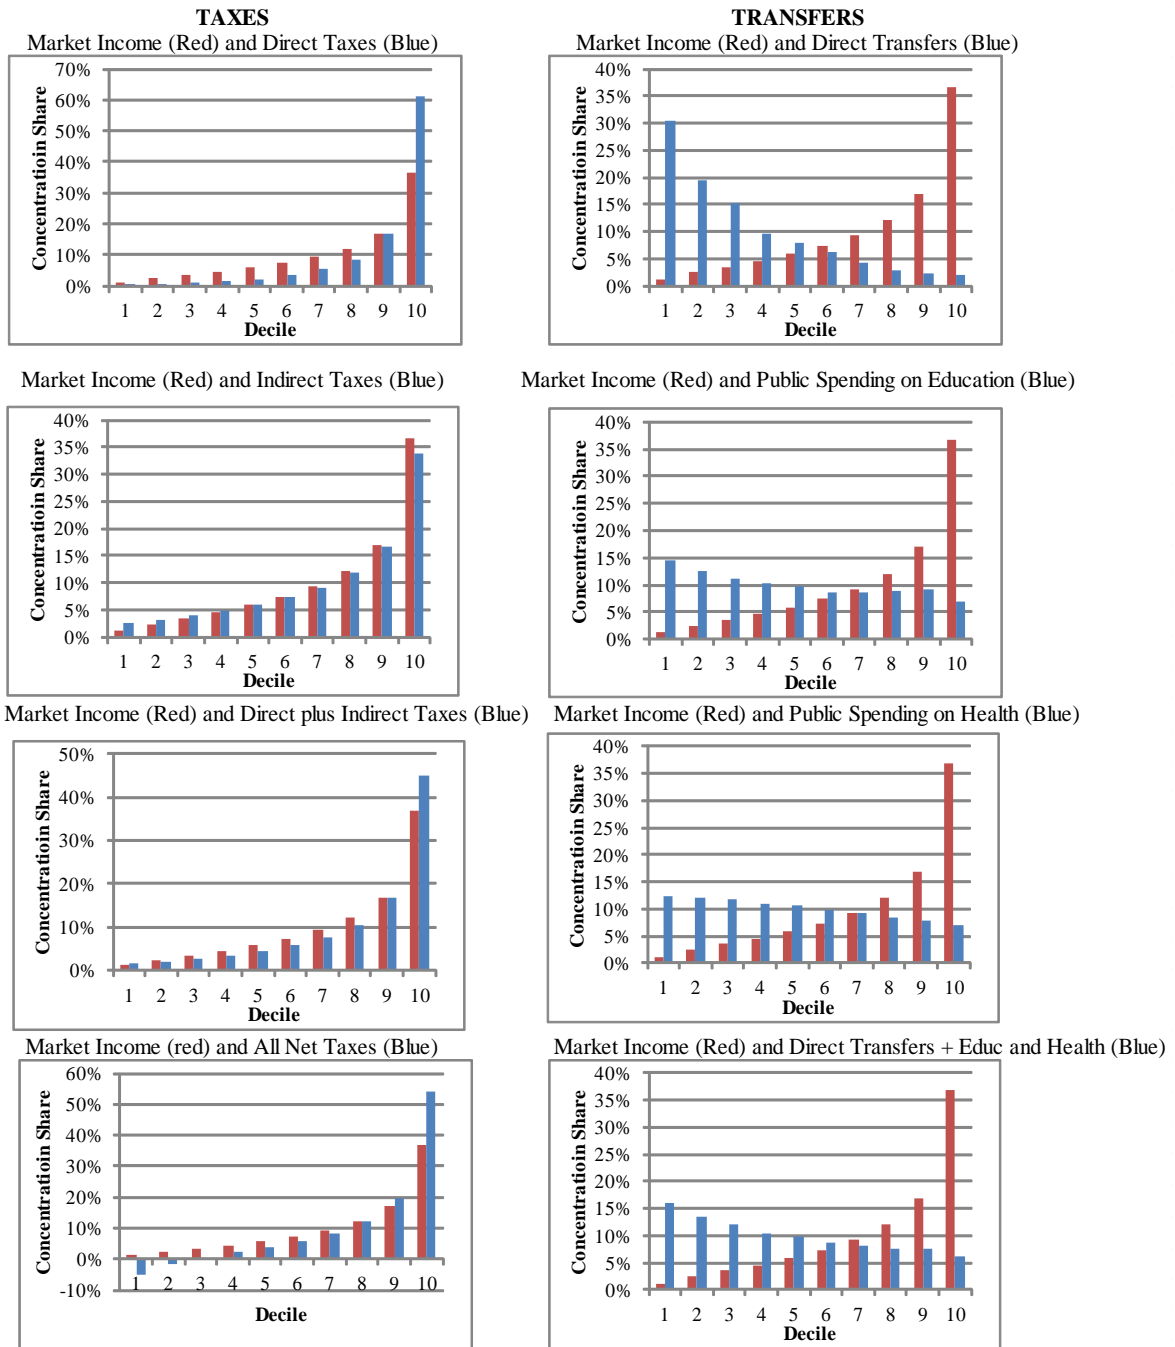 TAXES
Market Income (Red) and Direct Taxes (Blue)
Concentratioin Share
70%
60%
50%
40%
30%
20%
10%
0%
1 2 3 4 5 6 7 8 9 10
Decile
TRANSFERS
Market Income (Red) and Direct Transfers (Blue)
Concentratioin Share
40%
35%
30%
25%
20%
15%
10%
5%
0%
1 2 3 4 5 6 7 8 9 10
Decile
Market Income (Red) and Indirect Taxes (Blue)
Concentratioin Share
40%
35%
30%
25%
20%
15%
10%
5%
0%
1 2 3 4 5 6 7 8 9 10
Decile
Market Income (Red) and Public Spending on Education (Blue)
Concentratioin Share
40%
35%
30%
25%
20%
15%
10%
5%
0%
1 2 3 4 5 6 7 8 9 10
Decile
Market Income (Red) and Direct plus Indirect Taxes (Blue)
Concentratioin Share
50%
40%
30%
20%
10%
0%
1 2 3 4 5 6 7 8 9 10
Decile
Market Income (Red) and Public Spending on Health (Blue)
Concentratioin Share
40%
35%
30%
25%
20%
15%
10%
5%
0%
1 2 3 4 5 6 7 8 9 10
Decile
Market Income (red) and All Net Taxes (Blue)
Concentratioin Share
60%
50%
40%
30%
20%
10%
0%
-10%
1 2 3 4 5 6 7 8 9 10
Decile
Market Income (Red) and Direct Transfers + Educ and Health (Blue)
Concentratioin Share
40%
35%
30%
25%
20%
15%
10%
5%
0%
1 2 3 4 5 6 7 8 9 10
Decile